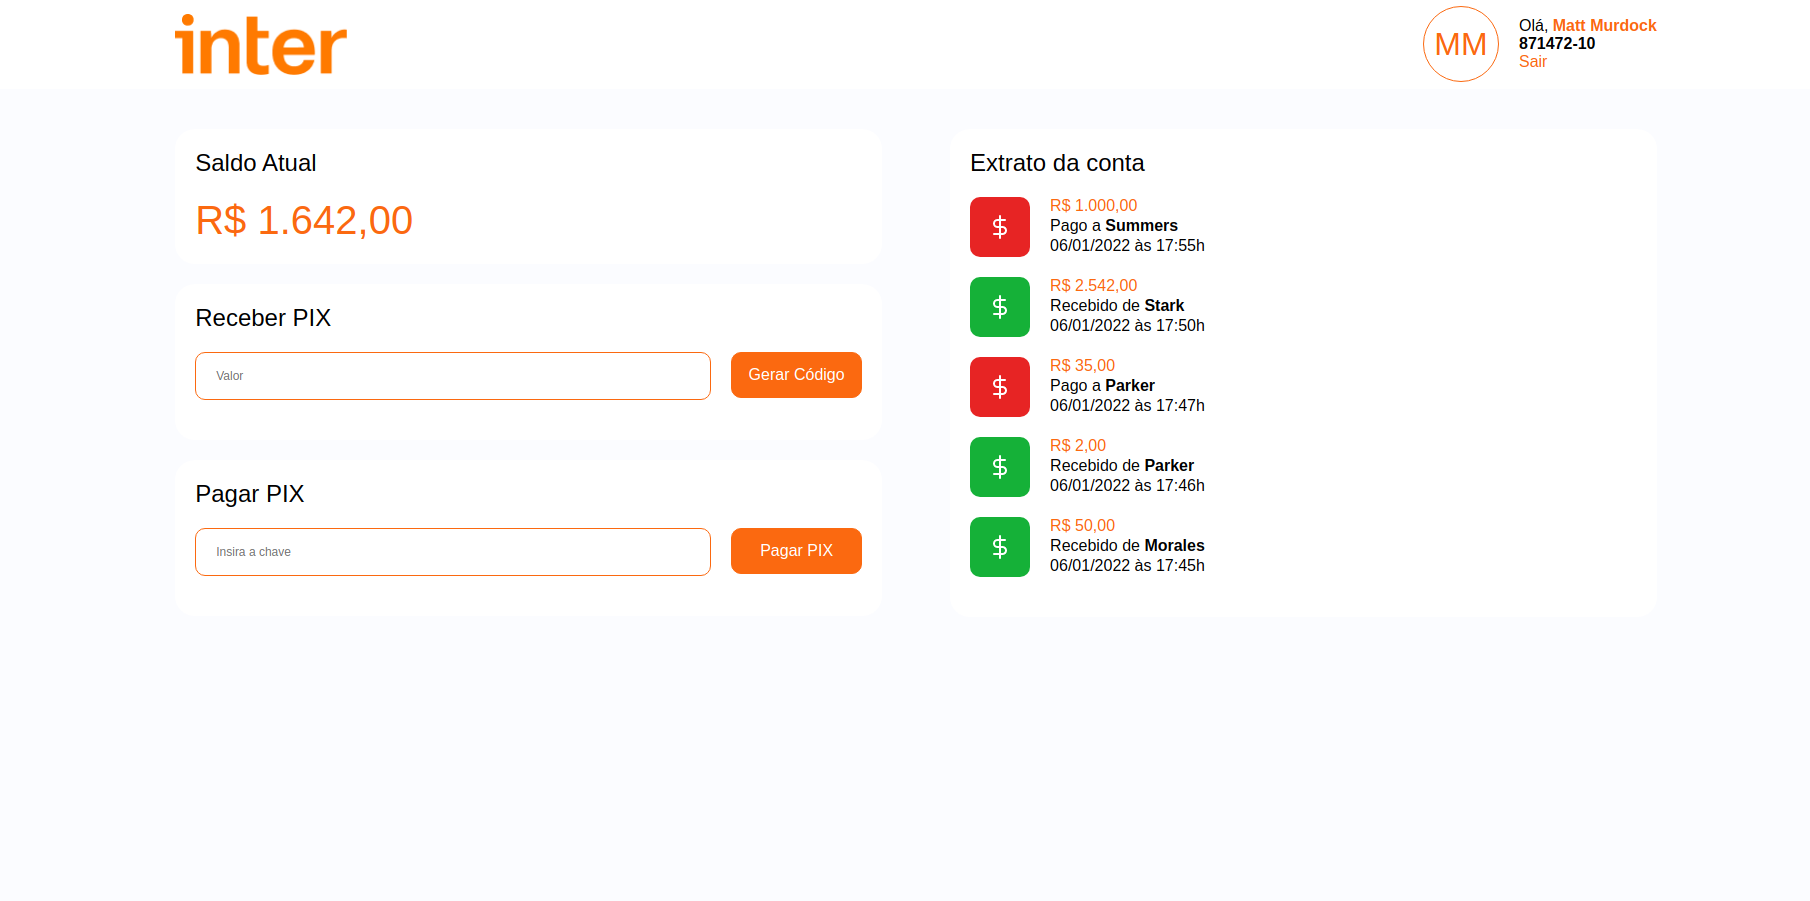 inter
MM
Olá, Matt Murdock
871472-10
Sair
Saldo Atual
R$ 1.642,00
Receber PIX
Valor
Gerar Código
Pagar PIX
Insira a chave
Pagar PIX
Extrato da conta
$
R$ 1.000,00
Pago a Summers
06/01/2022 às 17:55h
$
R$ 2.542,00
Recebido de Stark
06/01/2022 às 17:50h
$
R$ 35,00
Pago a Parker
06/01/2022 às 17:47h
$
R$ 2,00
Recebido de Parker
06/01/2022 às 17:46h
$
R$ 50,00
Recebido de Morales
06/01/2022 às 17:45h